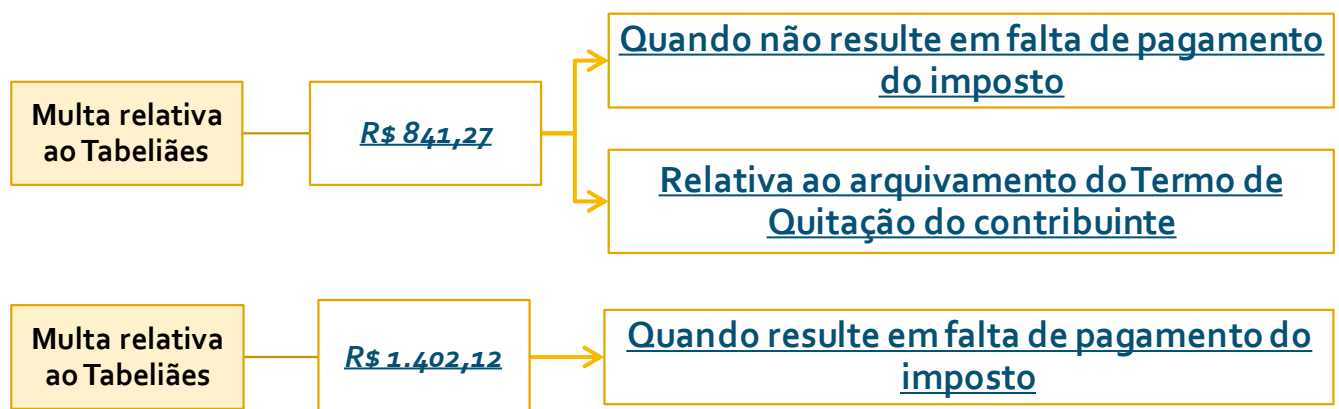 Multa relativa
ao Tabeliães
R$ 841,27
Quando não resulte em falta de pagamento
do imposto
Relativa ao arquivamento do Termo de
Quitação do contribuinte
Multa relativa
ao Tabeliães
R$ 1.402,12
Quando resulte em falta de pagamento do
imposto